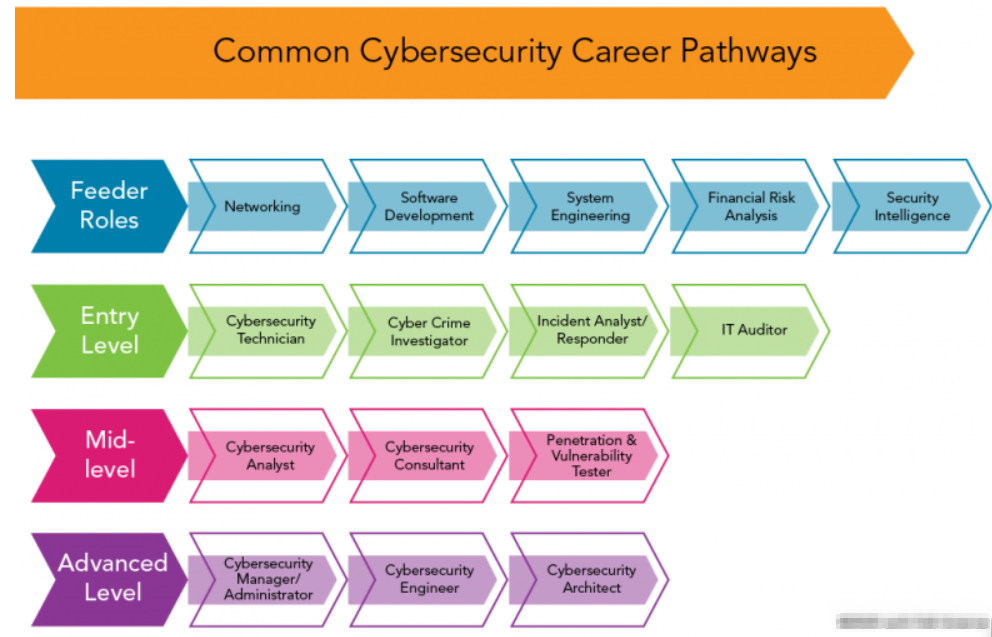 Common Cybersecurity Career Pathways
Feeder
Roles
Networking
Software
Development
System
Engineering
Financial Risk
Analysis
Security
Intelligence
Entry
Level
Cybersecurity
Technician
Cyber Crime
Investigator
Incident Analyst/
Responder
IT Auditor
Mid-
level
Cybersecurity
Analyst
Cybersecurity
Consultant
Penetration &
Vulnerability
Tester
Advanced
Level
Cybersecurity
Manager/
Administrator
Cybersecurity
Engineer
Cybersecurity
Architect